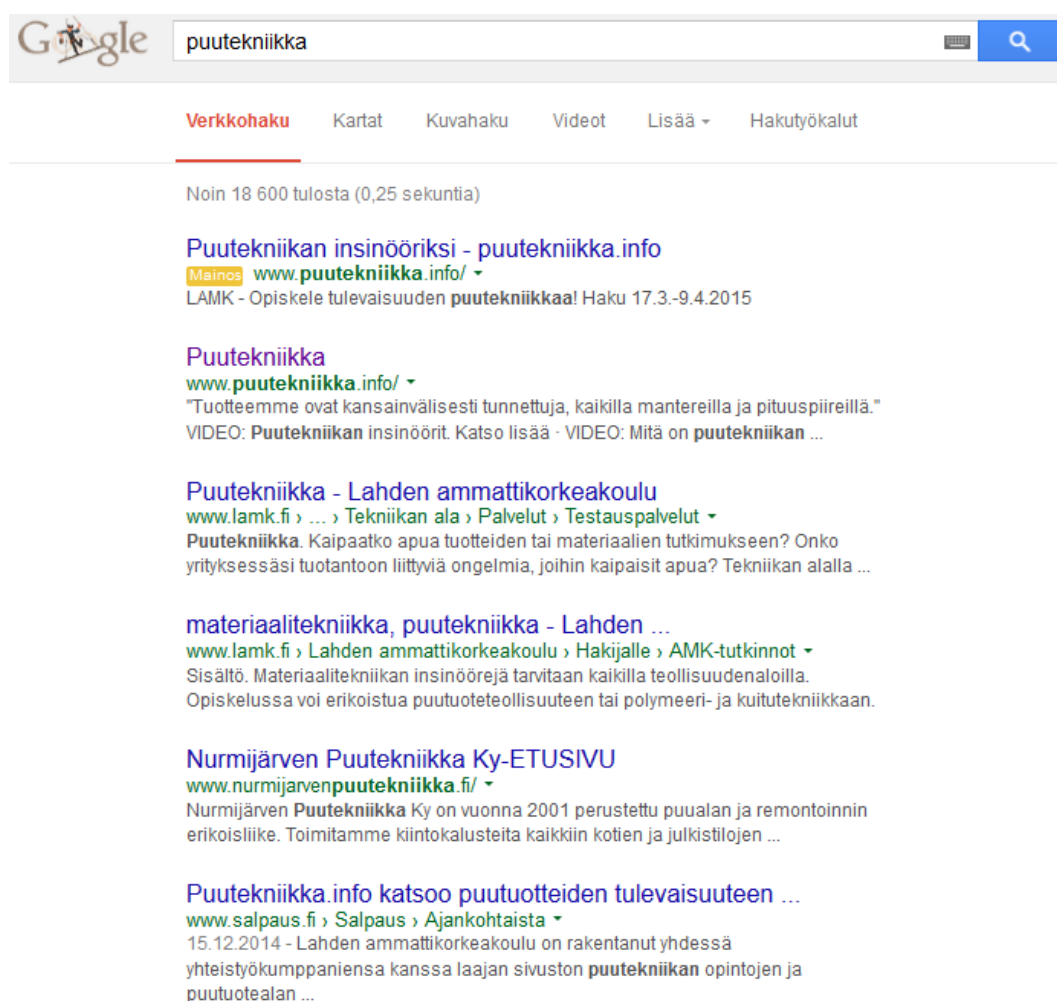 Google
puutekniikka
Verkkohaku Kartat Kuvahaku Videot Lisää Hakutyökalut
Noin 18 600 tulosta (0,25 sekuntia)
Puutekniikan insinööriksi - puutekniikka.info
Mainos www.puutekniikka.info/
LAMK - Opiskele tulevaisuuden puutekniikkaa! Haku 17.3.-9.4.2015
Puutekniikka
www.puutekniikka.info/
"Tuotteemme ovat kansainvälisesti tunnettuja, kaikilla mantereilla ja pituuspiireillä."
VIDEO: Puutekniikan insinöörit. Katso lisää · VIDEO: Mitä on puutekniikan ...
Puutekniikka - Lahden ammattikorkeakoulu
www.lamk.fi › ... › Tekniikan ala › Palvelut › Testauspalvelut
Puutekniikka. Kaipaatko apua tuotteiden tai materiaalien tutkimukseen? Onko
yrityksessäsi tuotantoon liittyviä ongelmia, joihin kaipaisit apua? Tekniikan alalla ...
materiaalitekniikka, puutekniikka - Lahden ...
www.lamk.fi › Lahden ammattikorkeakoulu › Hakijalle › AMK-tutkinnot
Sisältö. Materiaalitekniikan insinöörejä tarvitaan kaikilla teollisuudenaloilla.
Opiskelussa voi erikoistua puutuoteteollisuuteen tai polymeeri- ja kuitutekniikkaan.
Nurmijärven Puutekniikka Ky-ETUSIVU
www.nurmijarvenpuutekniikka.fi/
Nurmijärven Puutekniikka Ky on vuonna 2001 perustettu puualan ja remontoinnin
erikoisliike. Toimitamme kiintokalusteita kaikkiin kotien ja julkistilojen ...
Puutekniikka.info katsoo puutuotteiden tulevaisuuteen ...
www.salpaus.fi › Salpaus › Ajankohtaista
15.12.2014 - Lahden ammattikorkeakoulu on rakentanut yhdessä
yhteistyökumppaniensa kanssa laajan sivuston puutekniikan opintojen ja
puutuotealan ...